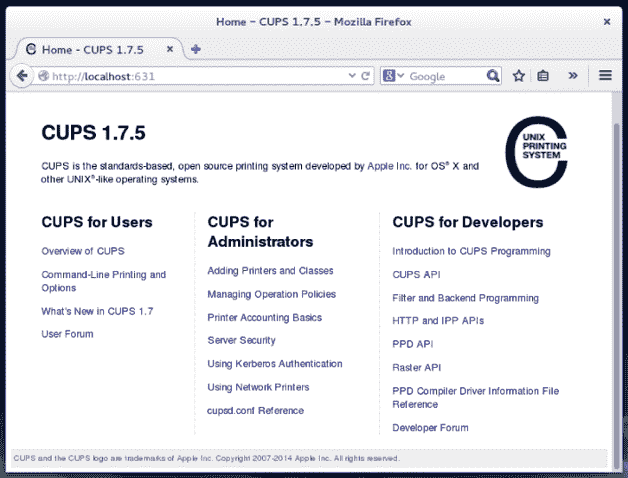 Home - CUPS 1.7.5 - Mozilla Firefox
Home - CUPS 1.7.5
http://localhost:631
Google
CUPS 1.7.5
CUPS is the standards-based, open source printing system developed by Apple Inc. for OS® X and
other UNIX®-like operating systems.
UNIX
PRINTING
SYSTEM
CUPS for Users
Overview of CUPS
Command-Line Printing and
Options
What's New in CUPS 1.7
User Forum
CUPS for
Administrators
Adding Printers and Classes
Managing Operation Policies
Printer Accounting Basics
Server Security
Using Kerberos Authentication
Using Network Printers
cupsd.conf Reference
CUPS for Developers
Introduction to CUPS Programming
CUPS API
Filter and Backend Programming
HTTP and IPP APIs
PPD API
Raster API
PPD Compiler Driver Information File
Reference
Developer Forum
CUPS and the CUPS logo are trademarks of Apple Inc. Copyright 2007-2014 Apple Inc. All rights reserved.